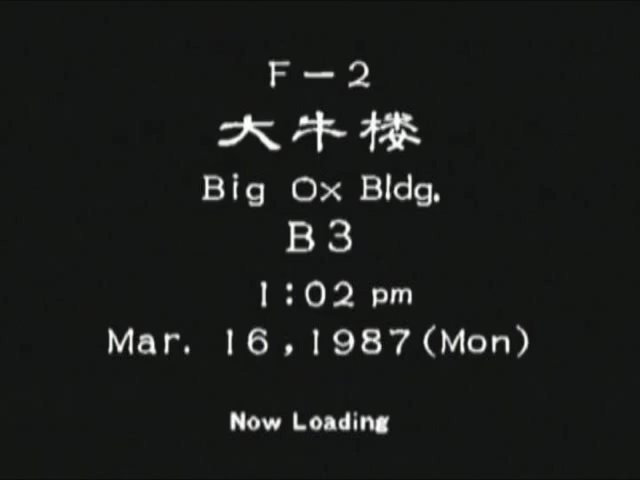 F－2
大牛楼
Big Ox Bldg.
B3
1:02 pm
Mar. 16,1987(Mon)
Now Loading